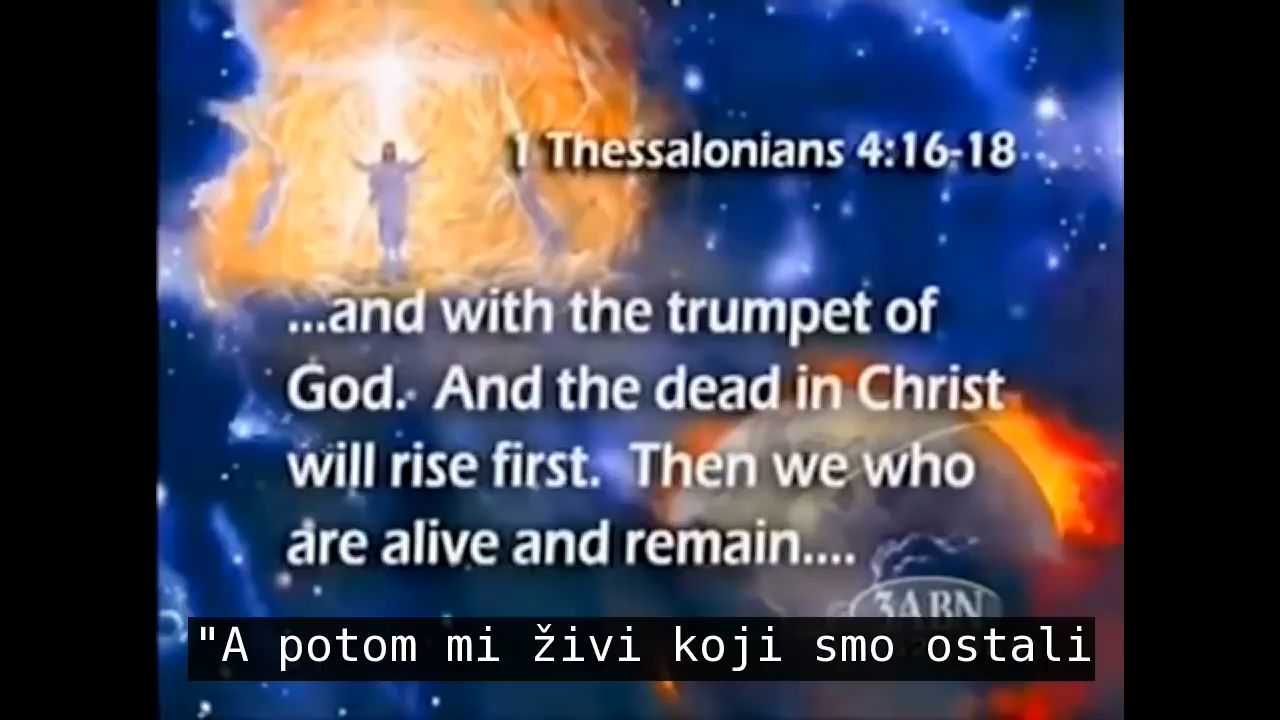 1 Thessalonians 4:16-18
...and with the trumpet of
God. And the dead in Christ
will rise first. Then we who
are alive and remain....
3ABN
"A potom mi živi koji smo ostali